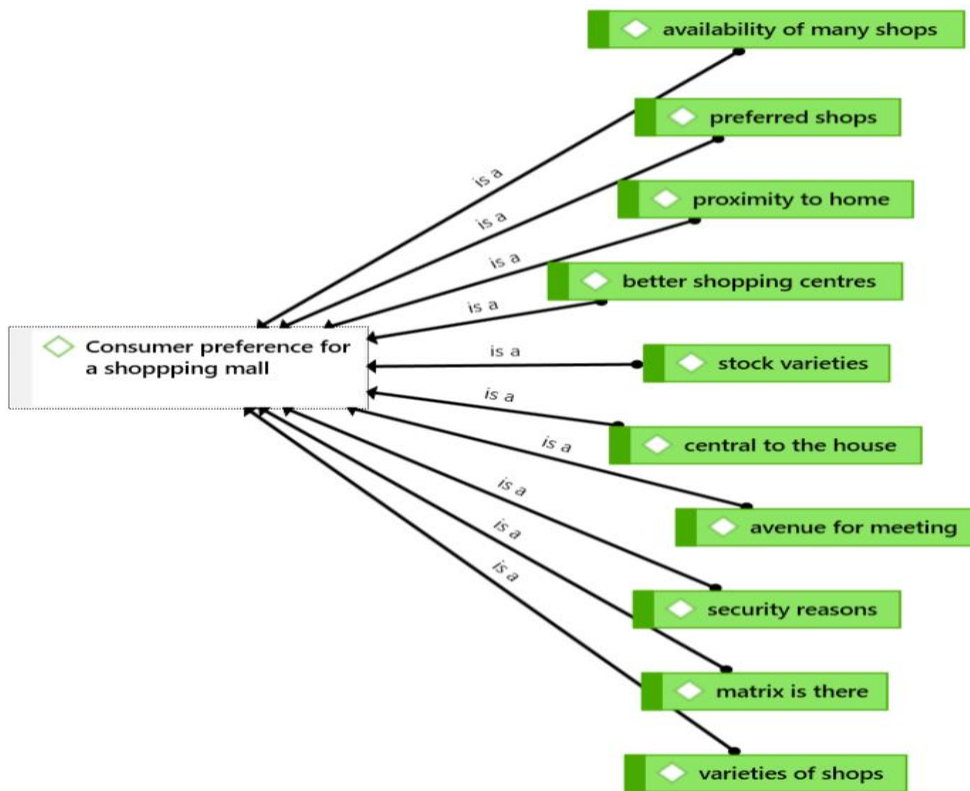 availability of many shops
preferred shops
proximity to home
better shopping centres
stock varieties
central to the house
avenue for meeting
security reasons
matrix is there
varieties of shops
is a
is a
is a
is a
is a
is a
is a
is a
is a
is a
Consumer preference for
a shoppping mall